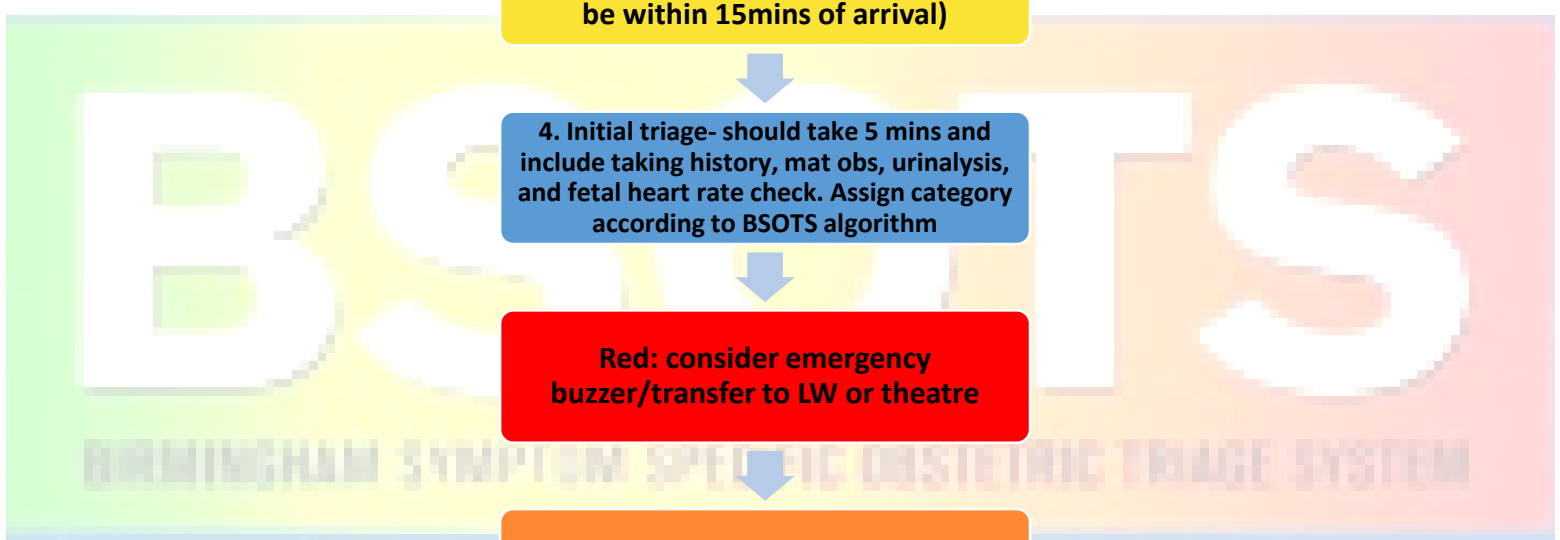 be within 15mins of arrival)
4. Initial triage- should take 5 mins and
include taking history, mat obs, urinalysis,
and fetal heart rate check. Assign category
according to BSOTS algorithm
Red: consider emergency
buzzer/transfer to LW or theatre
BSOTS
BIRMINGHAM SYMPTOM SPECIFIC OBSTETRIC TRIAGE SYSTEM